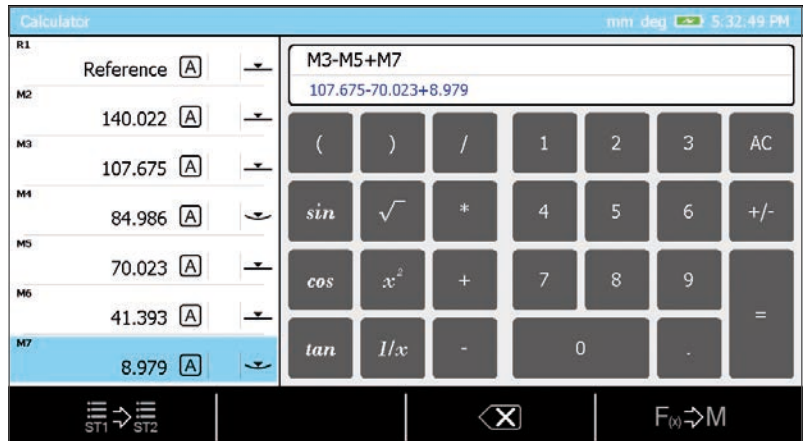 Calculator
mm deg 5:32:49 PM
R1
Reference A
M2
140.022 A
M3
107.675 A
M4
84.986 A
M5
70.023 A
M6
41.393 A
M7
8.979 A
M3-M5+M7
107.675-70.023+8.979
( ) / 1 2 3 AC
sin √ * 4 5 6 +/-
cos x² + 7 8 9
=
tan 1/x - 0 .
ST1 ST2
X
F(x)⇨M